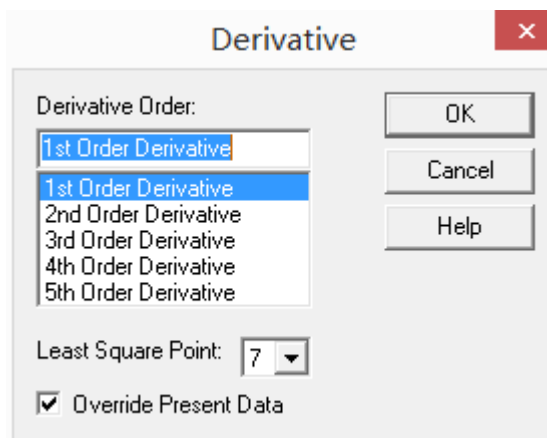 Derivative
Derivative Order:
1st Order Derivative
1st Order Derivative
2nd Order Derivative
3rd Order Derivative
4th Order Derivative
5th Order Derivative
OK
Cancel
Help
Least Square Point: 7
Override Present Data